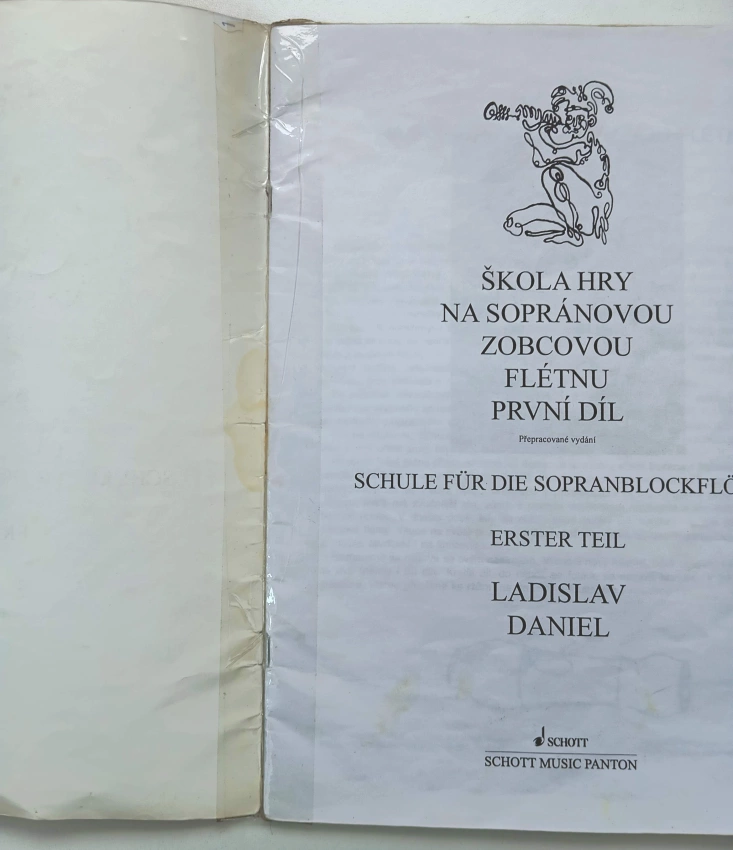 ŠKOLA HRY
NA SOPRÁNOVOU
ZOBCOVOU
FLÉTNU
PRVNÍ DÍL
Přepracované vydání
SCHULE FÜR DIE SOPRANBLOCKFLÖ
ERSTER TEIL
LADISLAV
DANIEL
SCHOTT
SCHOTT MUSIC PANTON